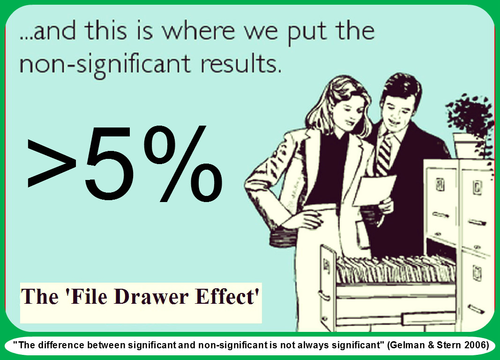 ...and this is where we put the
non-significant results.
>5%
The 'File Drawer Effect'
"The difference between significant and non-significant is not always significant" (Gelman & Stern 2006)